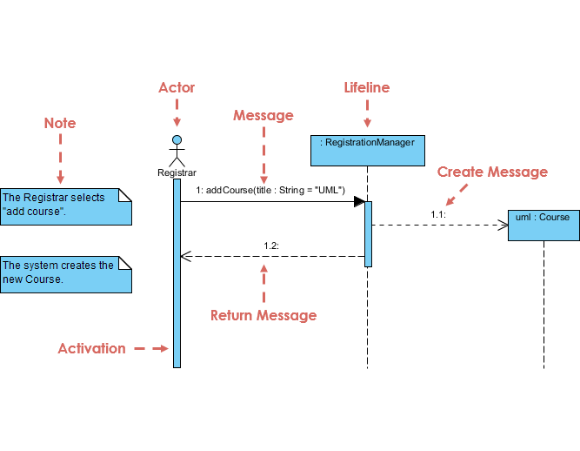 Actor
Lifeline
Message
Note
: RegistrationManager
Create Message
Registrar
1: addCourse(title : String = "UML")
The Registrar selects
"add course".
1.1:
uml : Course
1.2:
The system creates the
new Course.
Return Message
Activation